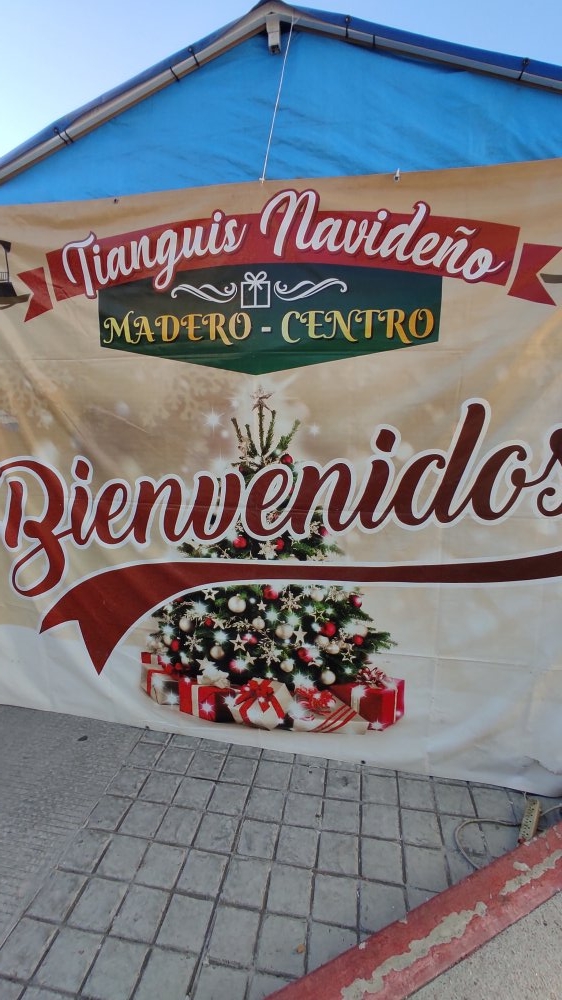 Tianguis Navideño
MADERO - CENTRO
Bienvenidos